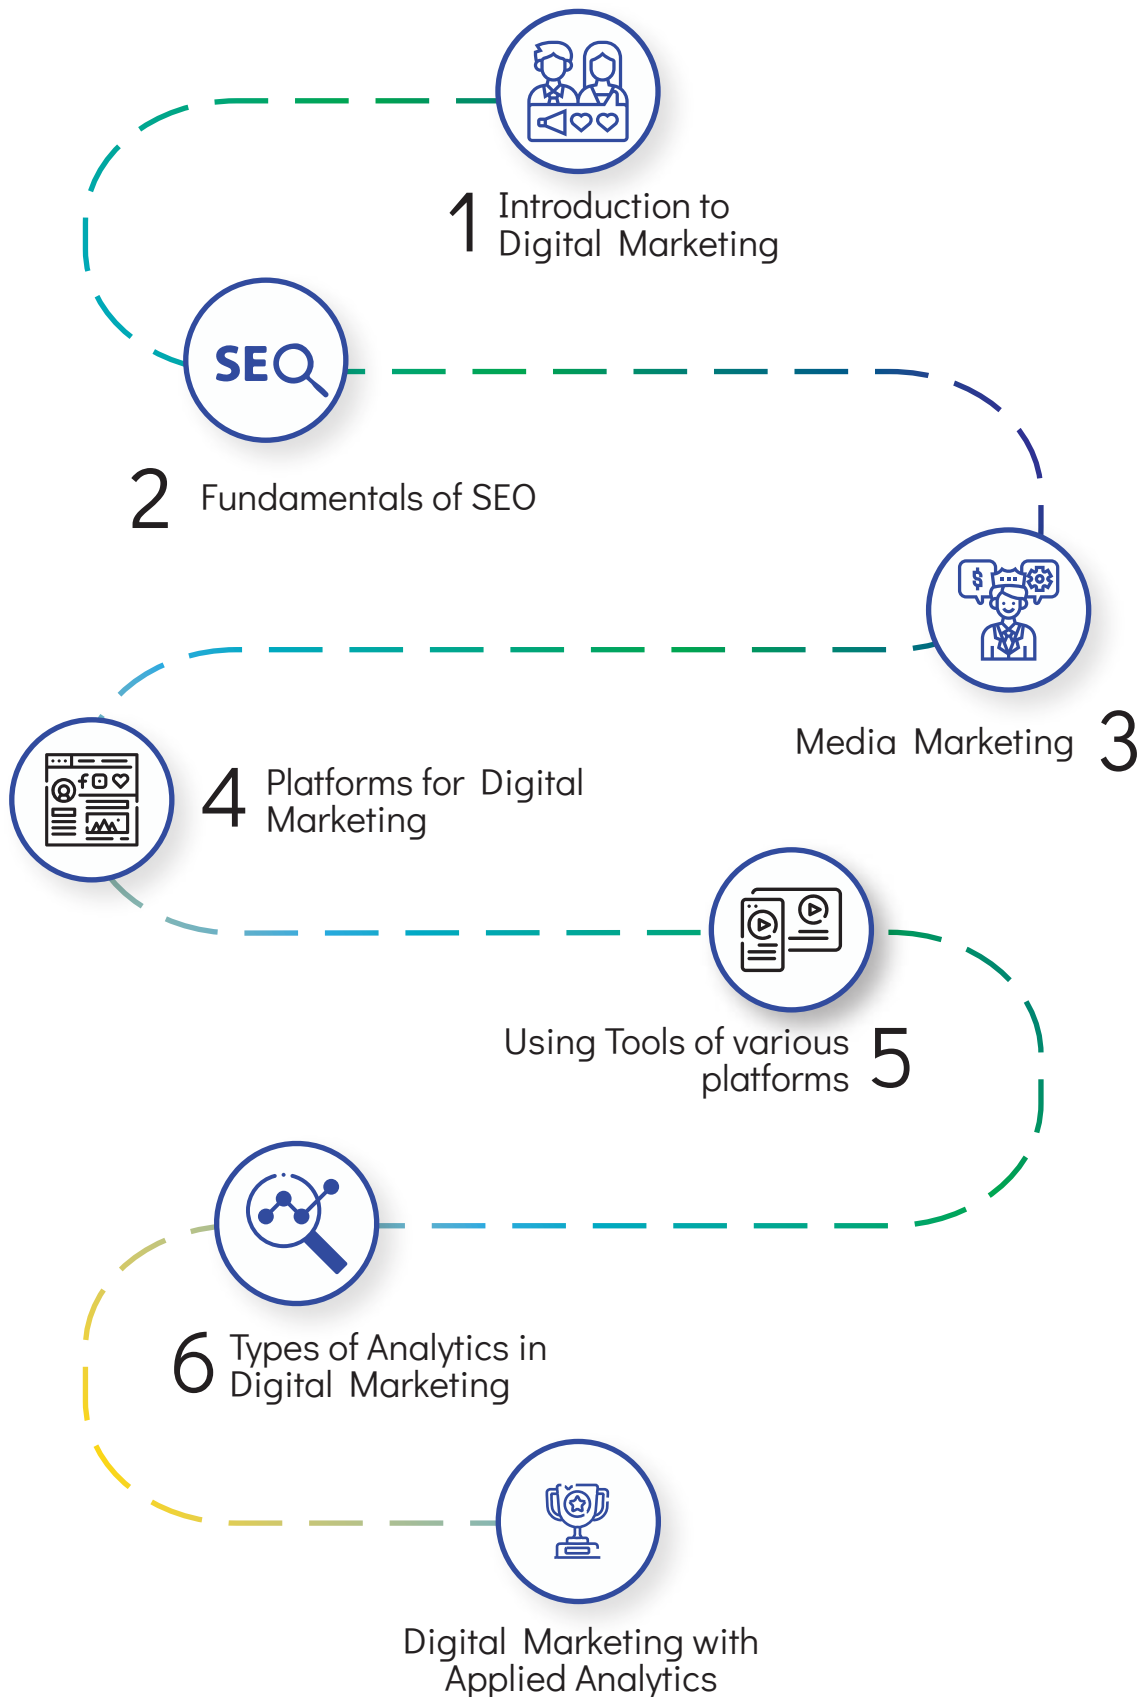 1 Introduction to
Digital Marketing
SEO
2 Fundamentals of SEO
$
Media Marketing 3
f
4 Platforms for Digital
Marketing
Using Tools of various 5
platforms
6 Types of Analytics in
Digital Marketing
Digital Marketing with
Applied Analytics